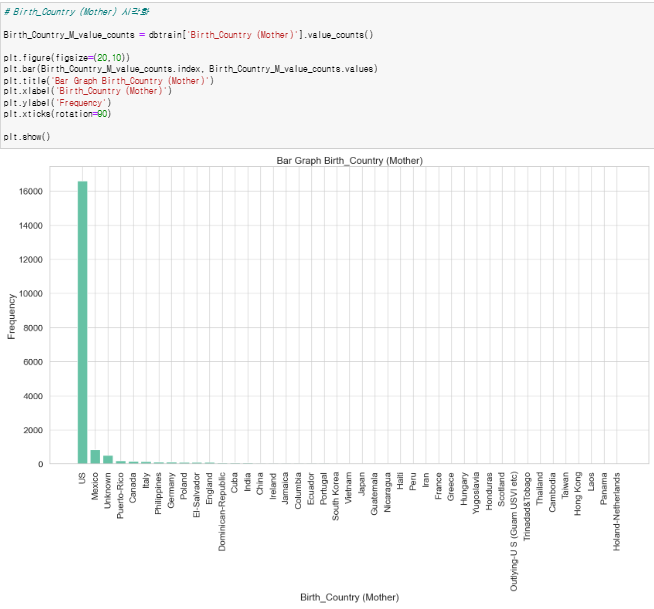 # Birth_Country (Mother) 시각화
Birth_Country_M_value_counts = dbtrain['Birth_Country (Mother)'].value_counts()
plt.figure(figsize=(20,10))
plt.bar(Birth_Country_M_value_counts.index, Birth_Country_M_value_counts.values)
plt.title('Bar Graph Birth_Country (Mother)')
plt.xlabel('Birth_Country (Mother)')
plt.ylabel('Frequency')
plt.xticks(rotation=90)
plt.show()
Bar Graph Birth_Country (Mother)
16000
14000
12000
10000
8000
6000
4000
2000
0
Frequency
US
Mexico
Unknown
Puerto-Rico
Canada
Italy
Philippines
Germany
Poland
El-Salvador
England
Dominican-Republic
Cuba
India
China
Ireland
Jamaica
Columbia
Ecuador
Portugal
South Korea
Vietnam
Japan
Guatemala
Nicaragua
Haiti
Peru
Iran
France
Greece
Hungary
Yugoslavia
Honduras
Scotland
Outlying-U S (Guam USVI etc)
Trinadad&Tobago
Thailand
Cambodia
Taiwan
Hong Kong
Laos
Panama
Holand-Netherlands
Birth_Country (Mother)